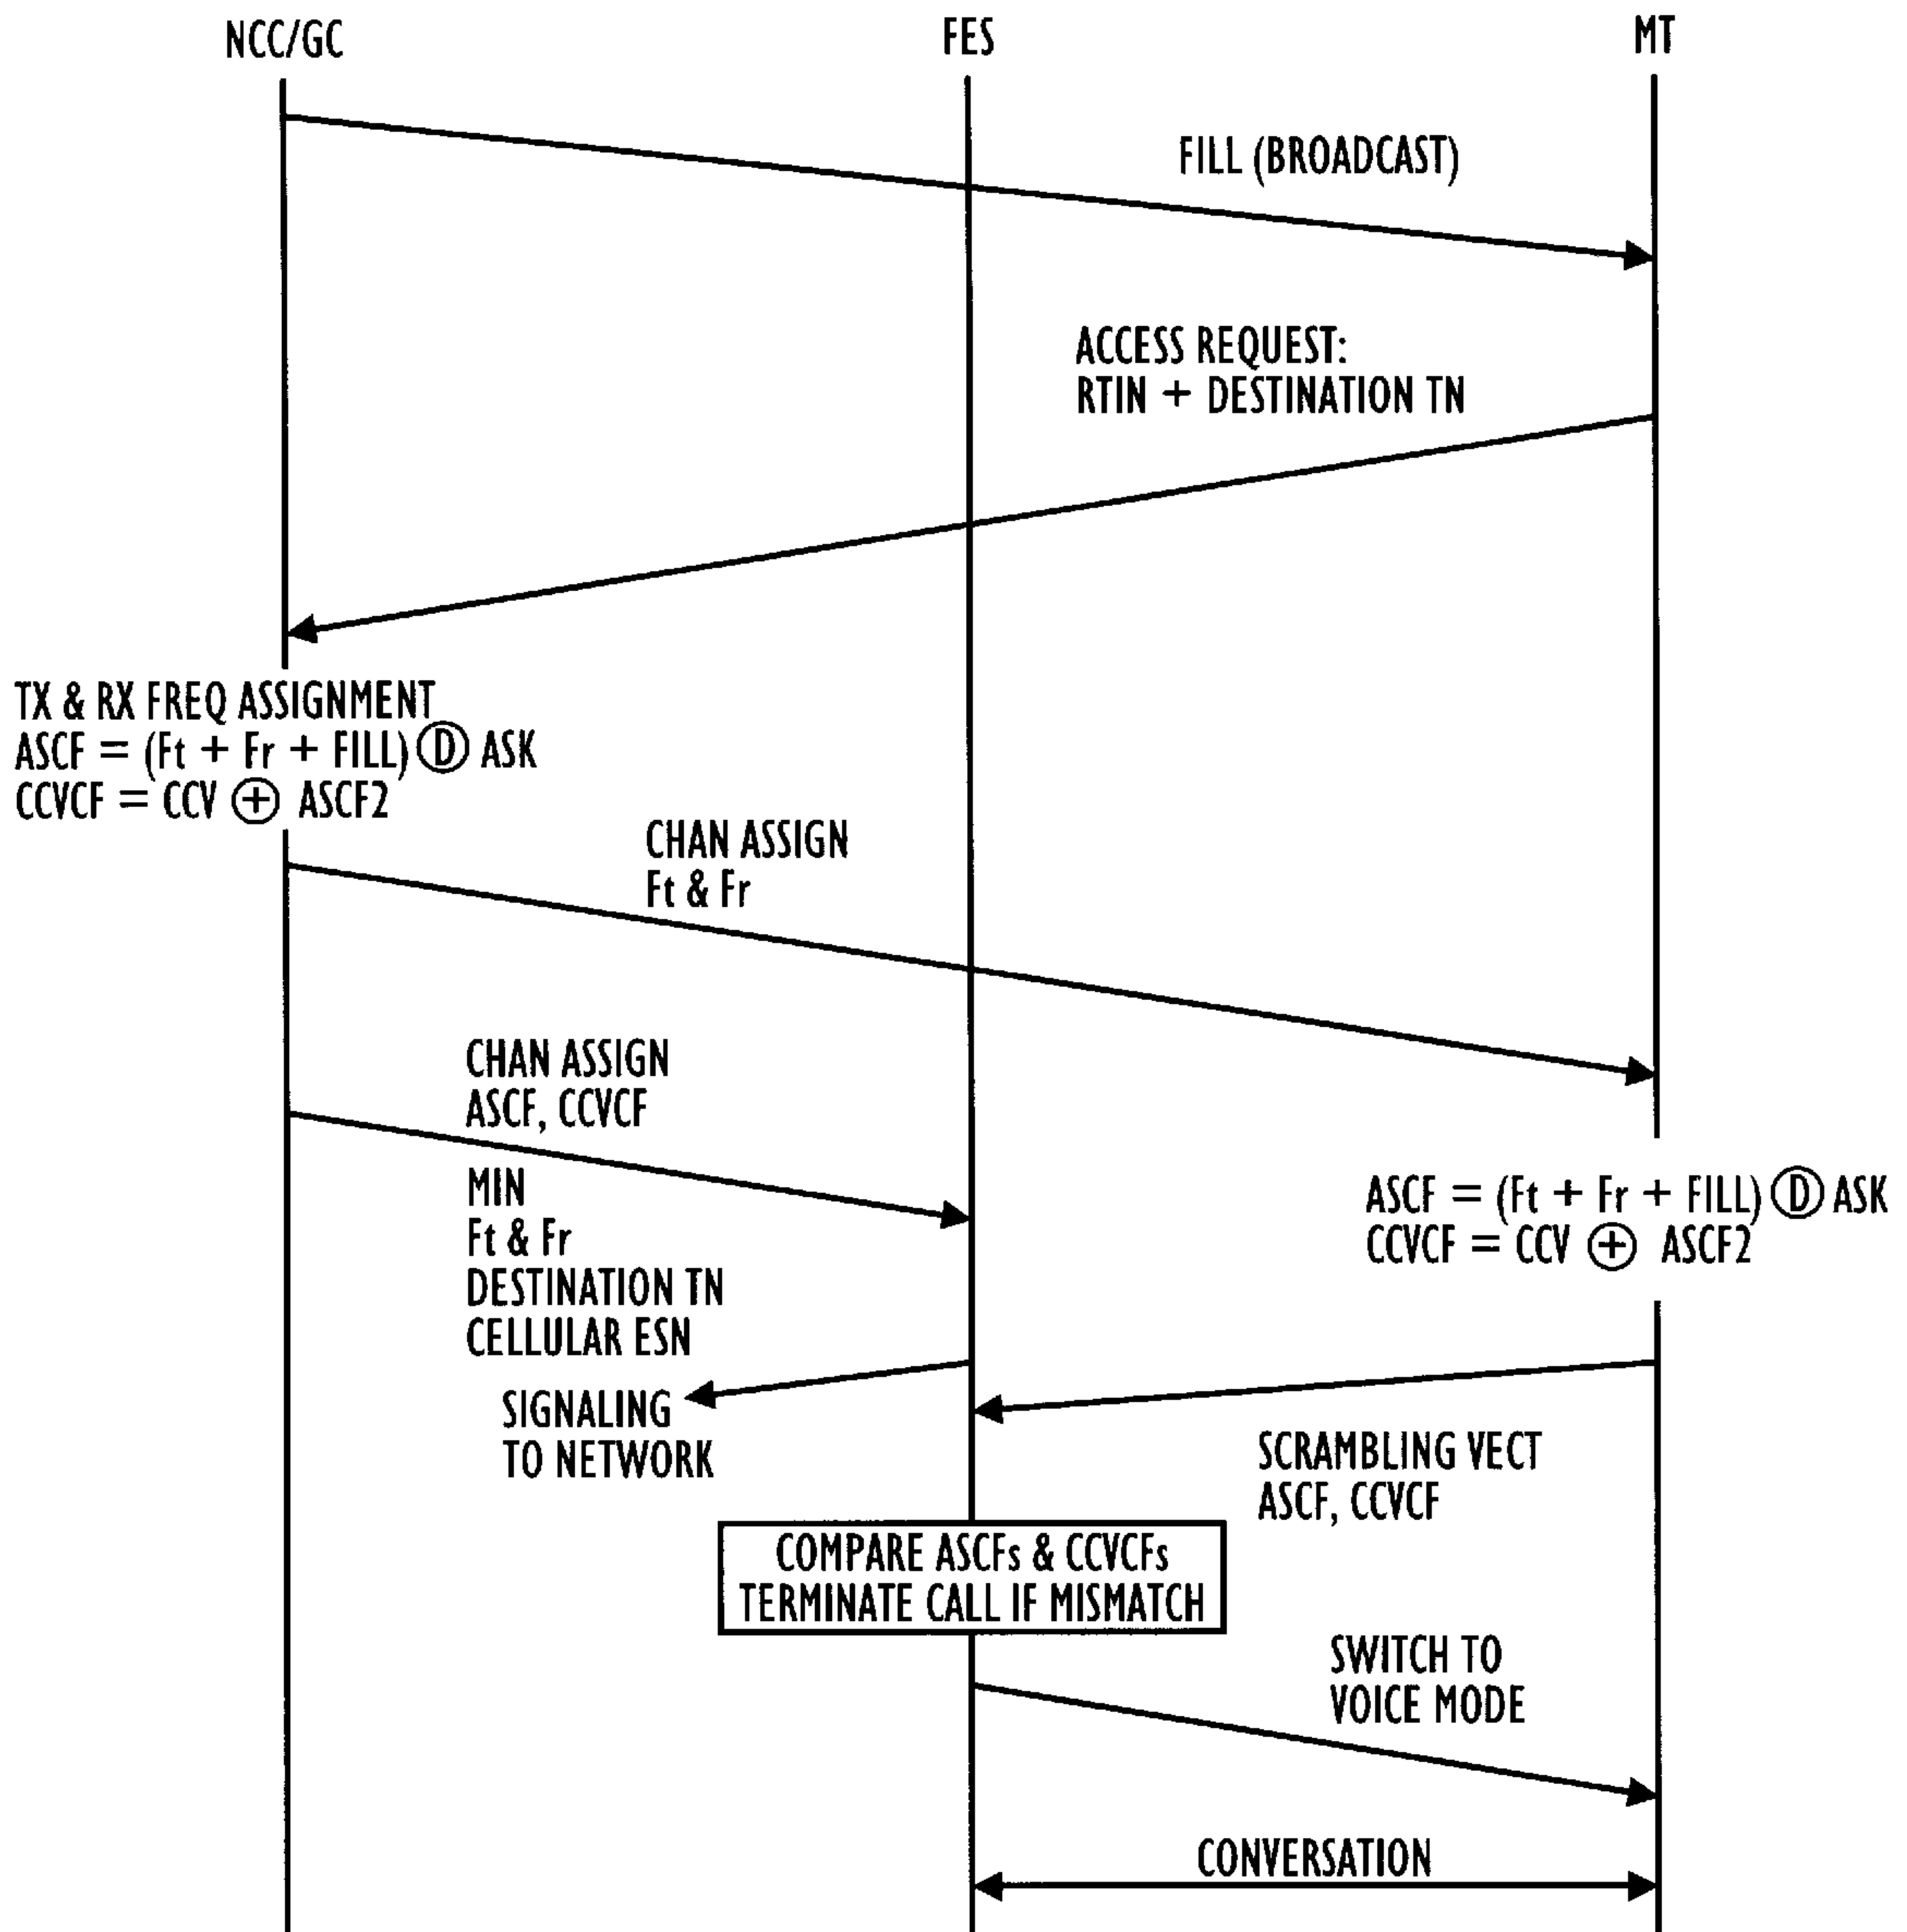 NCC/GC
FES
MT
FILL (BROADCAST)
ACCESS REQUEST:
RTIN + DESTINATION TN
TX & RX FREQ ASSIGNMENT
ASCF = (Ft + Fr + FILL) Ⓓ ASK
CCVCF = CCV ⊕ ASCF2
CHAN ASSIGN
Ft & Fr
CHAN ASSIGN
ASCF, CCVCF
MIN
Ft & Fr
DESTINATION TN
CELLULAR ESN
ASCF = (Ft + Fr + FILL) Ⓓ ASK
CCVCF = CCV ⊕ ASCF2
SIGNALING
TO NETWORK
SCRAMBLING VECT
ASCF, CCVCF
COMPARE ASCFs & CCVCFs
TERMINATE CALL IF MISMATCH
SWITCH TO
VOICE MODE
CONVERSATION